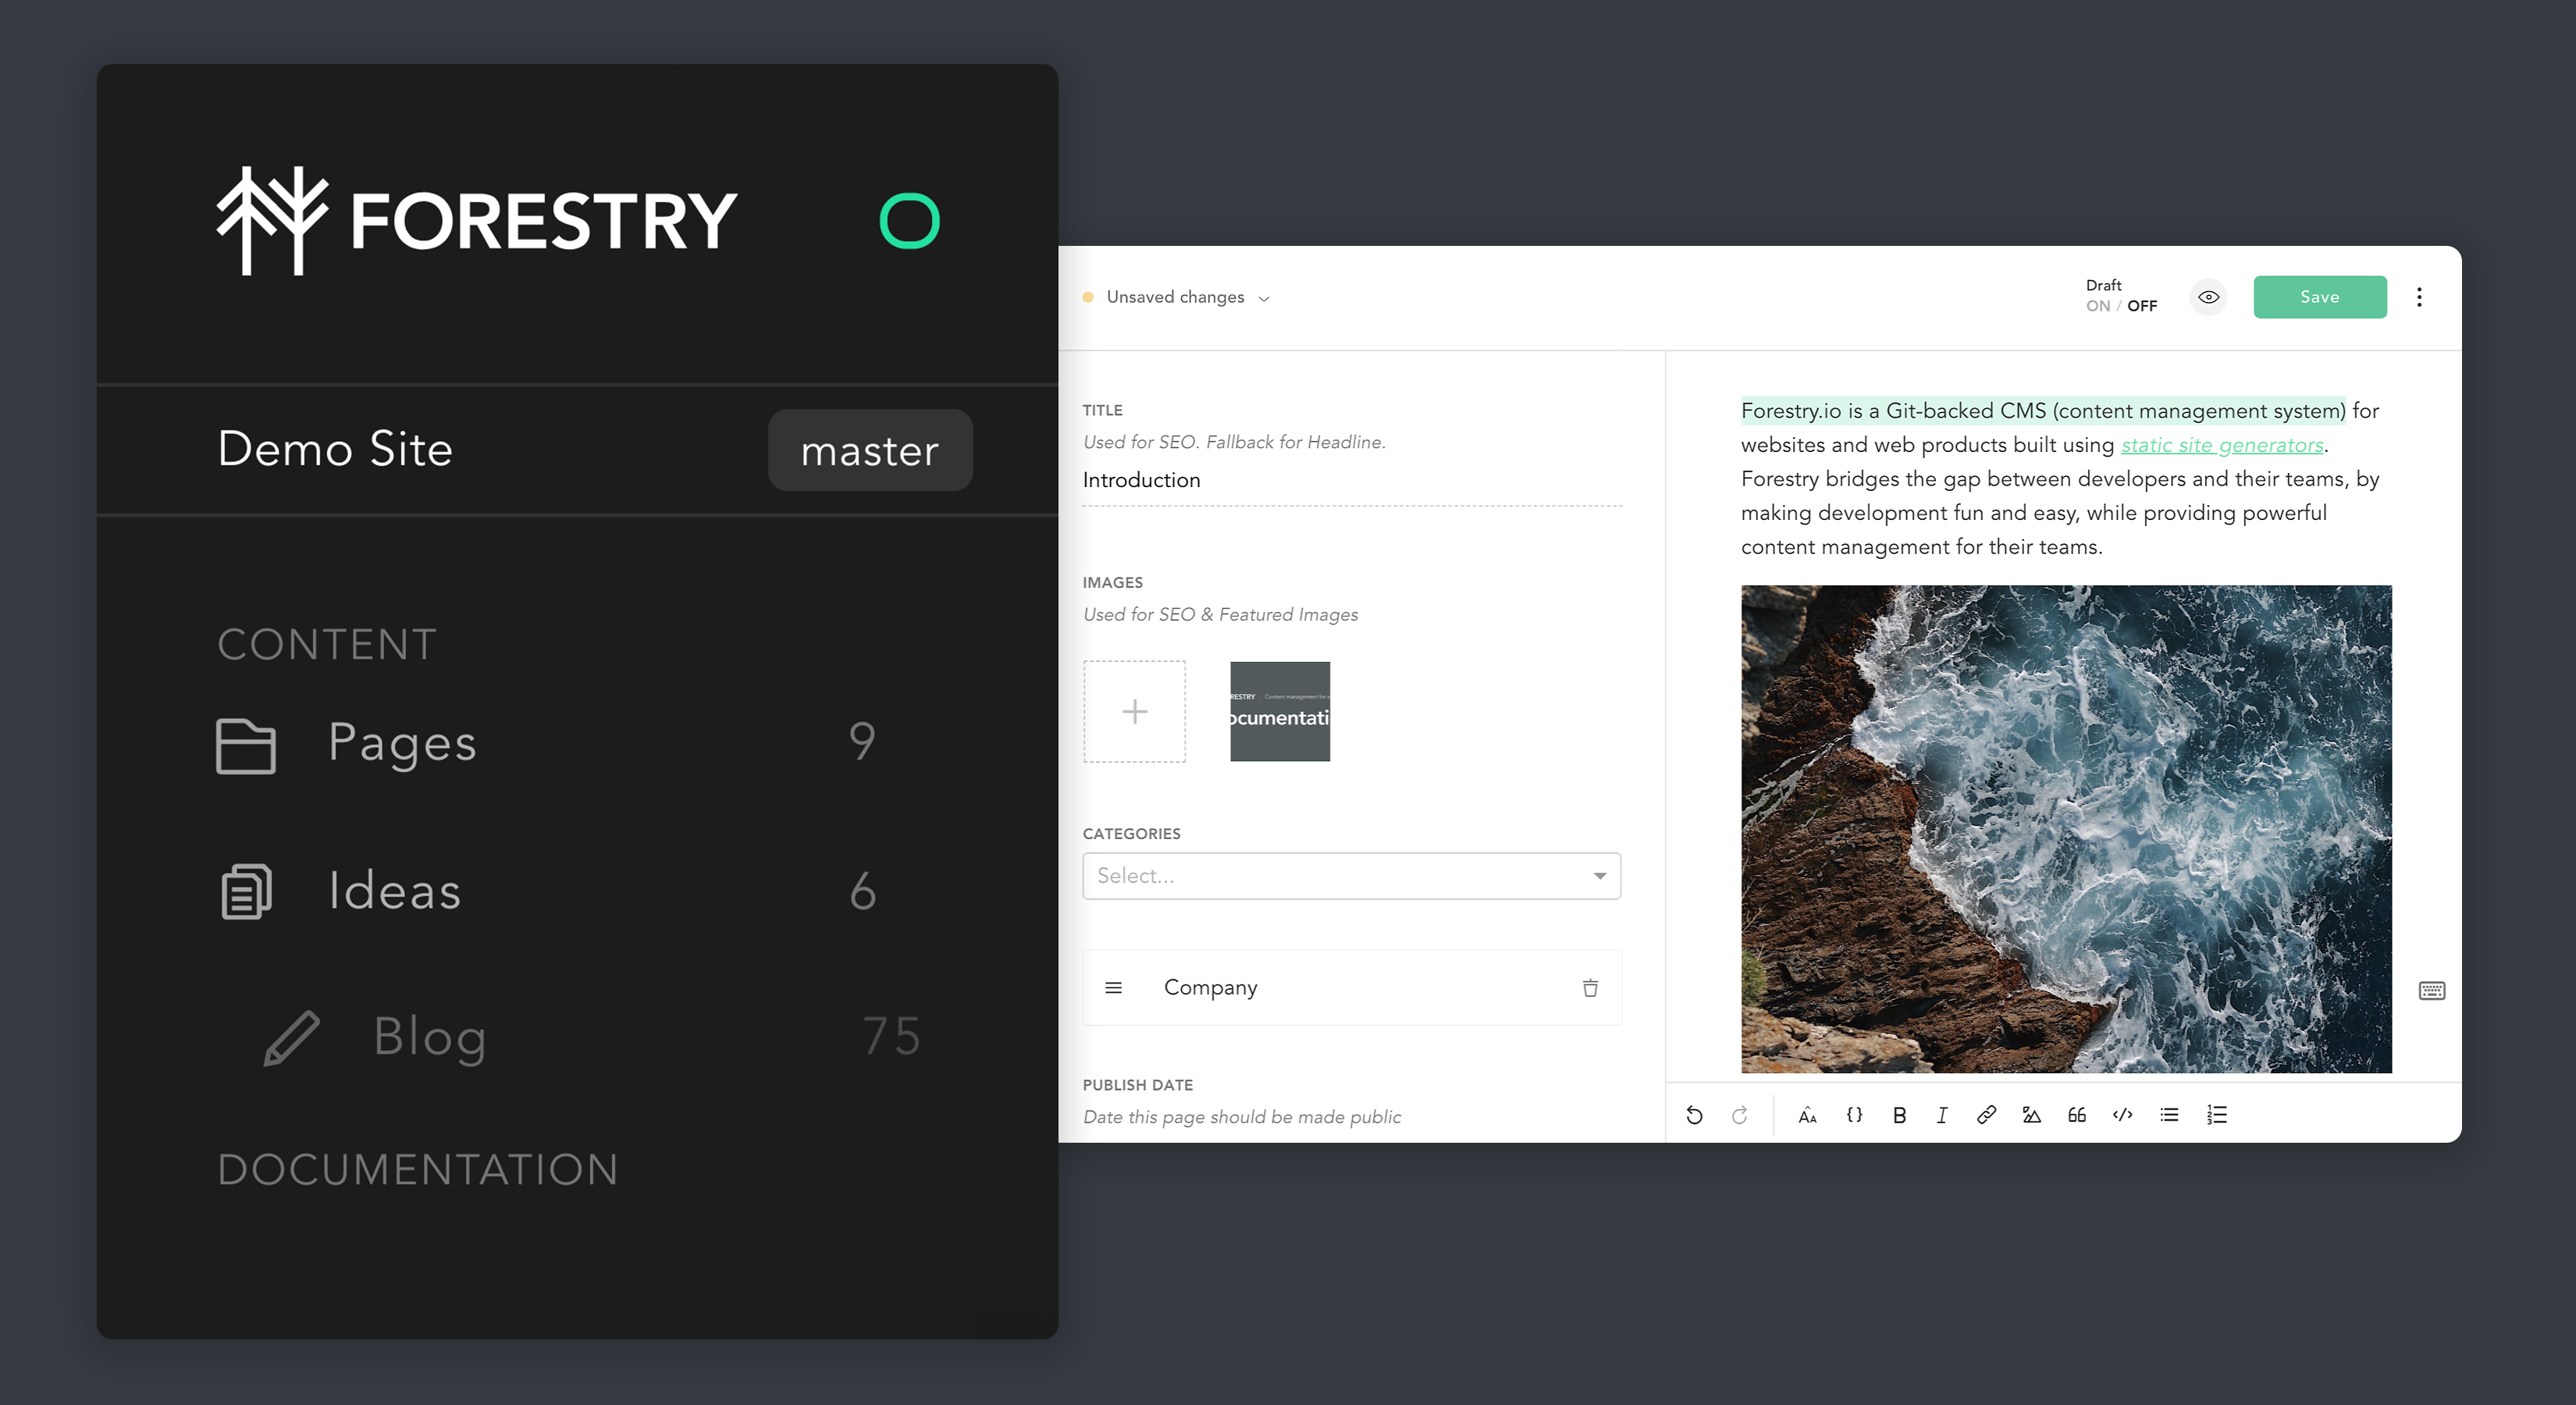 FORESTRY
Demo Site
master
CONTENT
Pages 9
Ideas 6
Blog 75
DOCUMENTATION
Unsaved changes
Draft
ON / OFF
Save
TITLE
Used for SEO. Fallback for Headline.
Introduction
IMAGES
Used for SEO & Featured Images
RESTRY Content management for s
ocumentati
CATEGORIES
Select...
Company
PUBLISH DATE
Date this page should be made public
Forestry.io is a Git-backed CMS (content management system) for
websites and web products built using static site generators.
Forestry bridges the gap between developers and their teams, by
making development fun and easy, while providing powerful
content management for their teams.